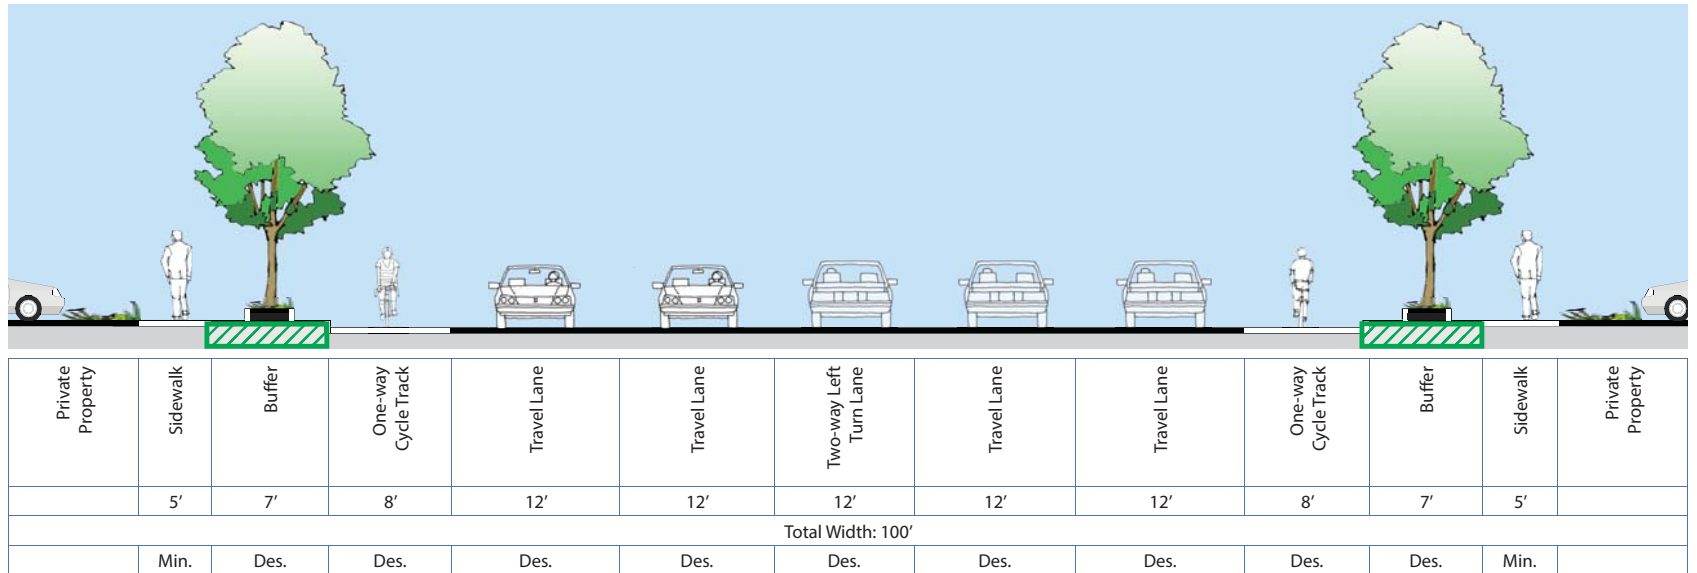 Private
Property
Sidewalk
Buffer
One-way
Cycle Track
Travel Lane
Travel Lane
Two-way Left
Turn Lane
Travel Lane
Travel Lane
One-way
Cycle Track
Buffer
Sidewalk
Private
Property
5’ 7’ 8’ 12’ 12’ 12’ 12’ 12’ 8’ 7’ 5’
Total Width: 100’
Min. Des. Des. Des. Des. Des. Des. Des. Des. Des. Min.